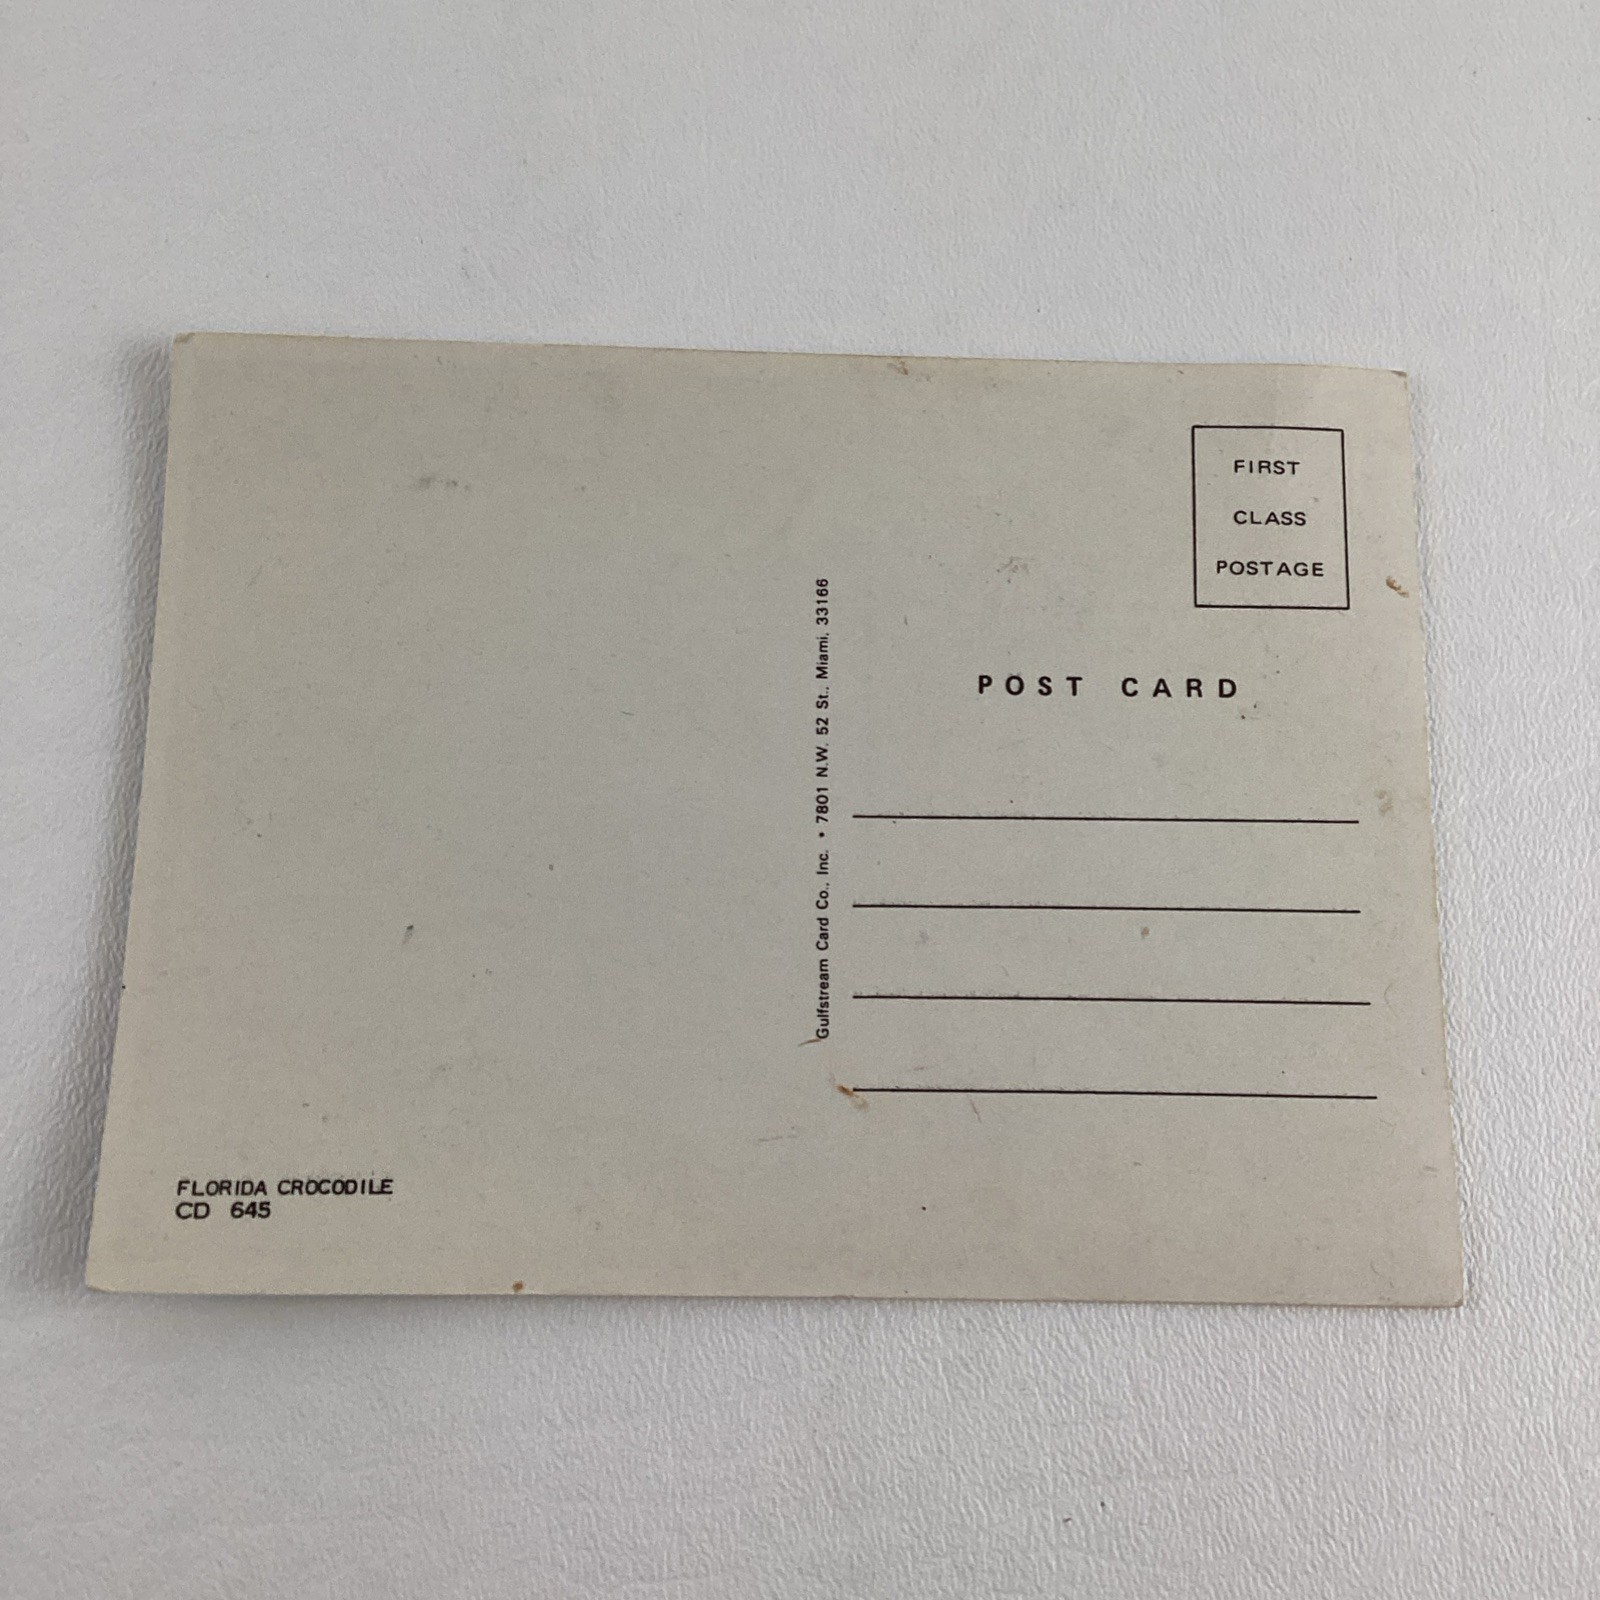 FIRST
CLASS
POSTAGE
POST CARD
Gulfstream Card Co., Inc. • 7801 N.W. 52 St., Miami, 33166
FLORIDA CROCODILE
CD 645